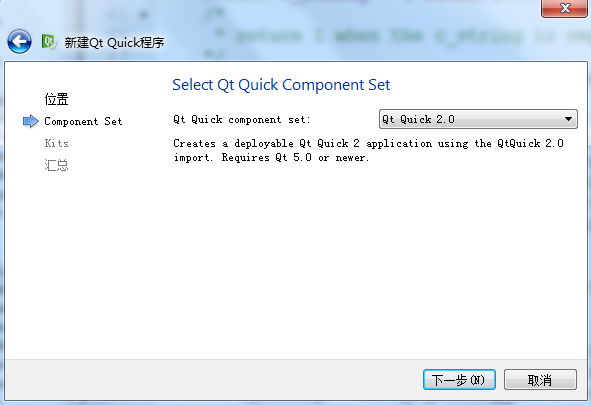 /*
* return 1 when the c_string is
*/
新建Qt Quick程序
Select Qt Quick Component Set
位置
Component Set
Kits
汇总
Qt Quick component set:
Qt Quick 2.0
Creates a deployable Qt Quick 2 application using the QtQuick 2.0
import. Requires Qt 5.0 or newer.
下一步(N)
取消